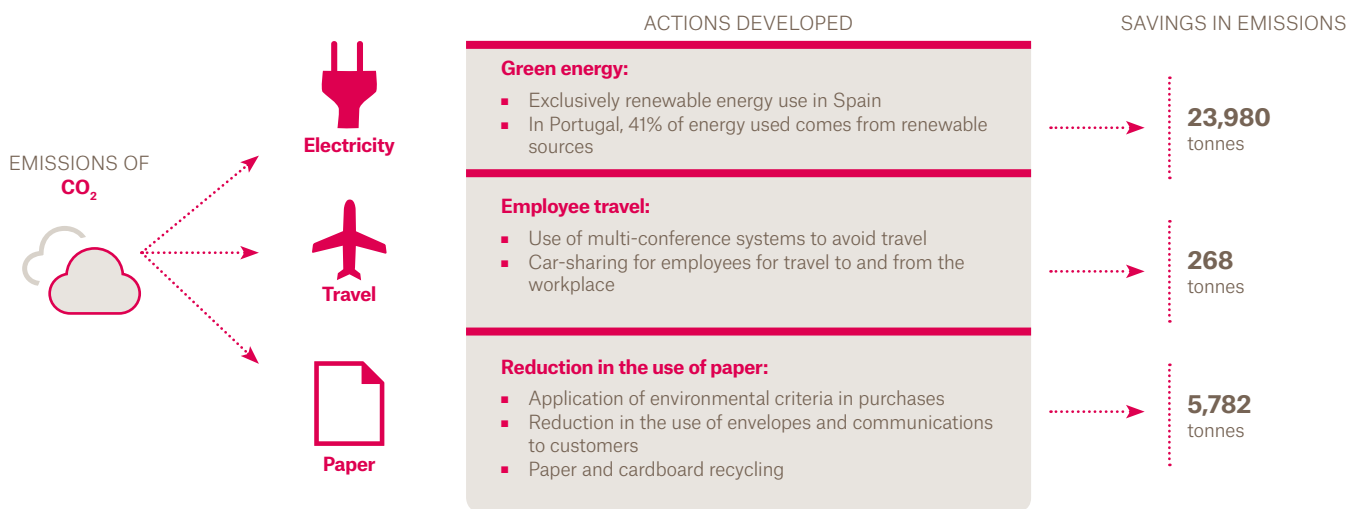 ACTIONS DEVELOPED
SAVINGS IN EMISSIONS
EMISSIONS OF
CO₂
Electricity
Green energy:
▪ Exclusively renewable energy use in Spain
▪ In Portugal, 41% of energy used comes from renewable
sources
23,980
tonnes
Travel
Employee travel:
▪ Use of multi-conference systems to avoid travel
▪ Car-sharing for employees for travel to and from the
workplace
268
tonnes
Paper
Reduction in the use of paper:
▪ Application of environmental criteria in purchases
▪ Reduction in the use of envelopes and communications
to customers
▪ Paper and cardboard recycling
5,782
tonnes